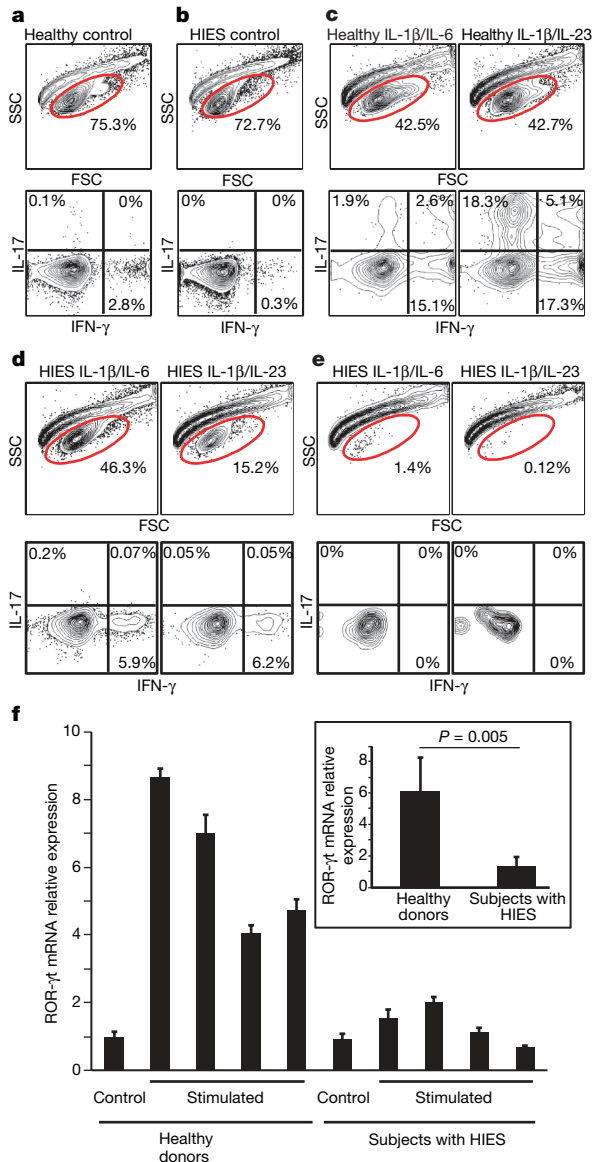 a
Healthy control
SSC
75.3%
FSC
0.1%
0%
IL-17
2.8%
IFN-γ
b
HIES control
72.7%
FSC
0%
0%
IL-17
0.3%
IFN-γ
c
Healthy IL-1β/IL-6
Healthy IL-1β/IL-23
SSC
42.5%
42.7%
FSC
1.9%
2.6%
18.3%
5.1%
IL-17
15.1%
17.3%
IFN-γ
d
HIES IL-1β/IL-6
HIES IL-1β/IL-23
SSC
46.3%
15.2%
FSC
0.2%
0.07%
0.05%
0.05%
IL-17
5.9%
6.2%
IFN-γ
e
HIES IL-1β/IL-6
HIES IL-1β/IL-23
SSC
1.4%
0.12%
FSC
0%
0%
0%
0%
IL-17
0%
0%
IFN-γ
f
ROR-γt mRNA relative expression
10
8
6
4
2
0
Control
Stimulated
Control
Stimulated
Healthy
donors
Subjects with HIES
P = 0.005
ROR-γt mRNA relative
expression
8
6
4
2
0
Healthy
donors
Subjects with
HIES